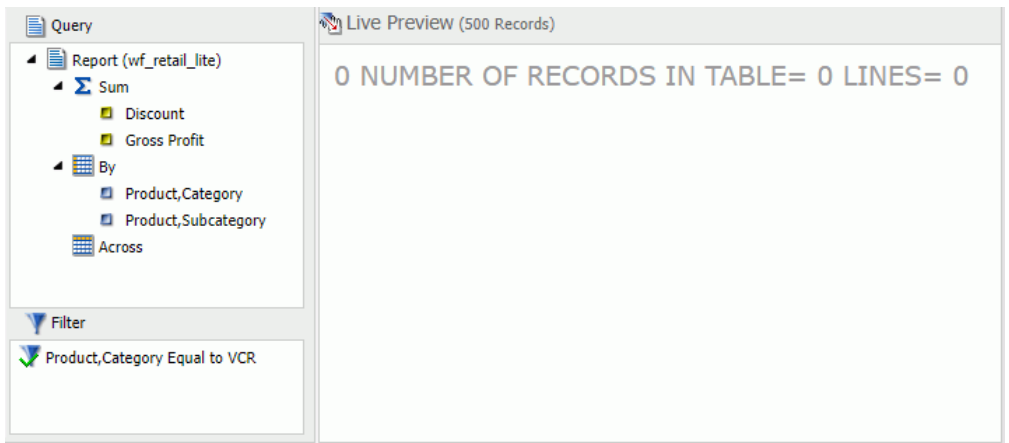 Query
Report (wf_retail_lite)
Sum
Discount
Gross Profit
By
Product,Category
Product,Subcategory
Across
Filter
Product,Category Equal to VCR
Live Preview (500 Records)
0 NUMBER OF RECORDS IN TABLE= 0 LINES= 0